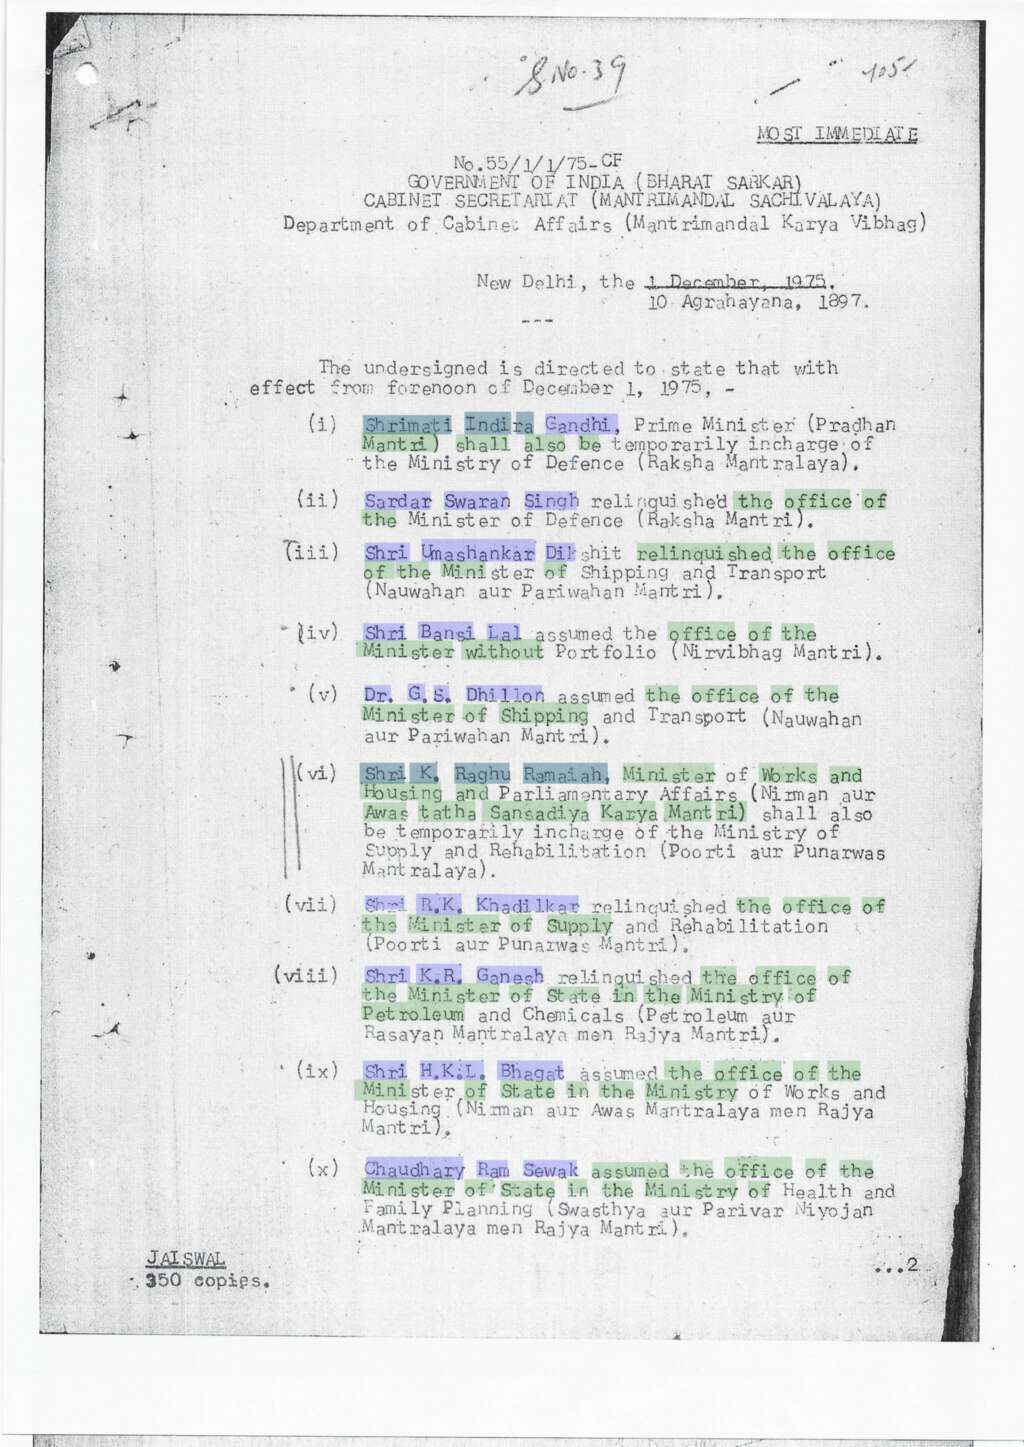 S No. 39
MOST IMMEDIATE
No.55/1/1/75-CF
GOVERNMENT OF INDIA (BHARAT SARKAR)
CABINET SECRETARIAT (MANTRIMANDAL SACHIVALAYA)
Department of Cabinet Affairs (Mantrimandal Karya Vibhag)
New Delhi, the 1 December, 1975.
10 Agrahayana, 1897.
---
The undersigned is directed to state that with
effect from forenoon of December 1, 1975, -
(i) Shrimati Indira Gandhi, Prime Minister (Pradhan
Mantri) shall also be temporarily incharge of
the Ministry of Defence (Raksha Mantralaya).
(ii) Sardar Swaran Singh relinquished the office of
the Minister of Defence (Raksha Mantri).
(iii) Shri Umashankar Dikshit relinquished the office
of the Minister of Shipping and Transport
(Nauwahan aur Pariwahan Mantri).
(iv) Shri Bansi Lal assumed the office of the
Minister without Portfolio (Nirvibhag Mantri).
(v) Dr. G.S. Dhillon assumed the office of the
Minister of Shipping and Transport (Nauwahan
aur Pariwahan Mantri).
(vi) Shri K. Raghu Ramaiah, Minister of Works and
Housing and Parliamentary Affairs (Nirman aur
Awas tatha Sansadiya Karya Mantri) shall also
be temporarily incharge of the Ministry of
Supply and Rehabilitation (Poorti aur Punarwas
Mantralaya).
(vii) Shri R.K. Khadilkar relinquished the office of
the Minister of Supply and Rehabilitation
(Poorti aur Punarwas Mantri).
(viii) Shri K.R. Ganesh relinquished the office of
the Minister of State in the Ministry of
Petroleum and Chemicals (Petroleum aur
Rasayan Mantralaya men Rajya Mantri).
(ix) Shri H.K.L. Bhagat assumed the office of the
Minister of State in the Ministry of Works and
Housing (Nirman aur Awas Mantralaya men Rajya
Mantri).
(x) Chaudhary Ram Sewak assumed the office of the
Minister of State in the Ministry of Health and
Family Planning (Swasthya aur Parivar Niyojan
Mantralaya men Rajya Mantri).
JAISWAL
350 copies.
...2